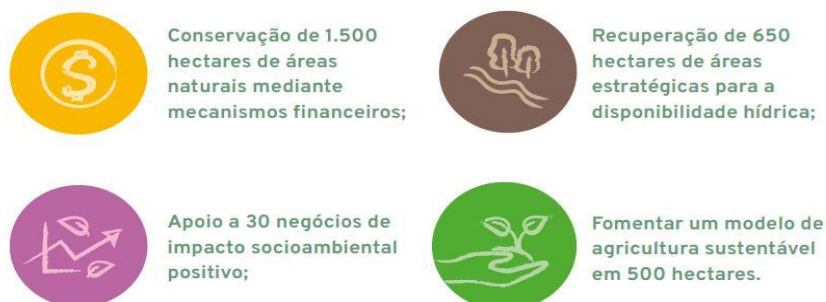 Conservação de 1.500
hectares de áreas
naturais mediante
mecanismos financeiros;
Recuperação de 650
hectares de áreas
estratégicas para a
disponibilidade hídrica;
Apoio a 30 negócios de
impacto socioambiental
positivo;
Fomentar um modelo de
agricultura sustentável
em 500 hectares.